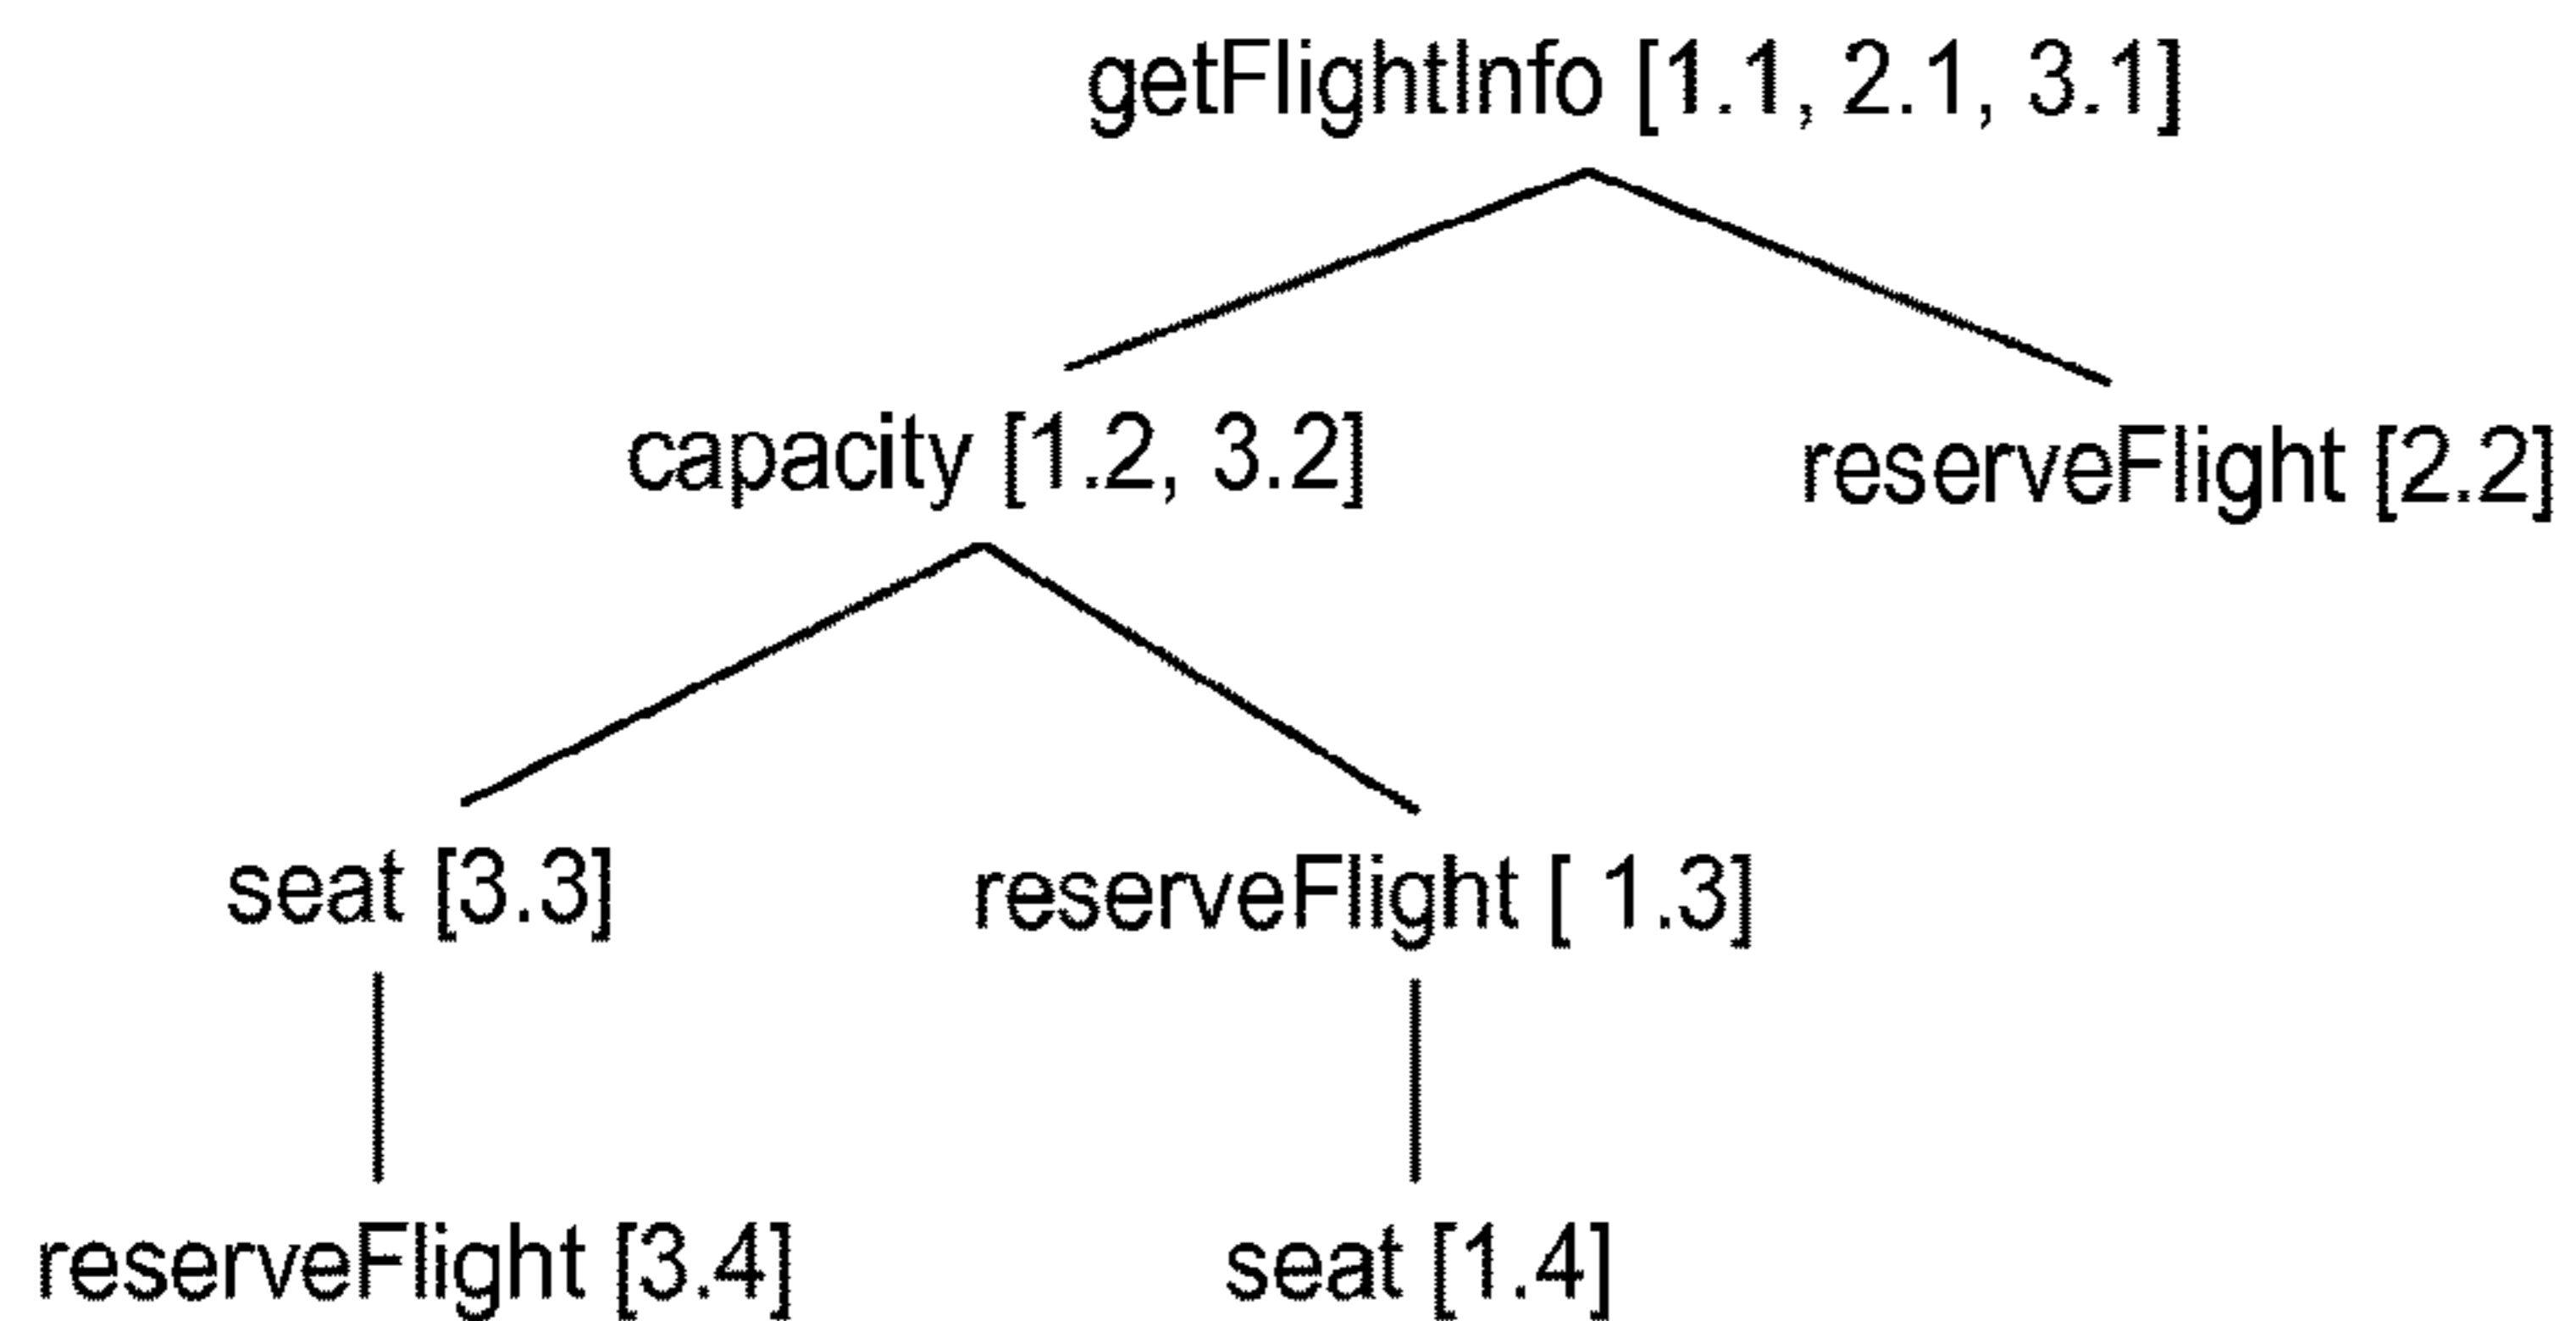 getFlightInfo [1.1, 2.1, 3.1]
capacity [1.2, 3.2]
reserveFlight [2.2]
seat [3.3]
reserveFlight [ 1.3]
reserveFlight [3.4]
seat [1.4]